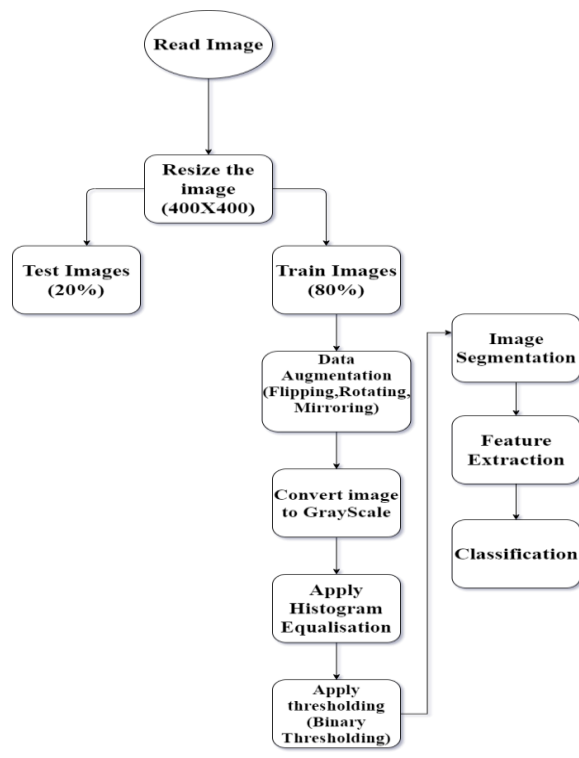 Read Image
Resize the
image
(400X400)
Test Images
(20%)
Train Images
(80%)
Data
Augmentation
(Flipping,Rotating,
Mirroring)
Convert image
to GrayScale
Apply
Histogram
Equalisation
Apply
thresholding
(Binary
Thresholding)
Image
Segmentation
Feature
Extraction
Classification